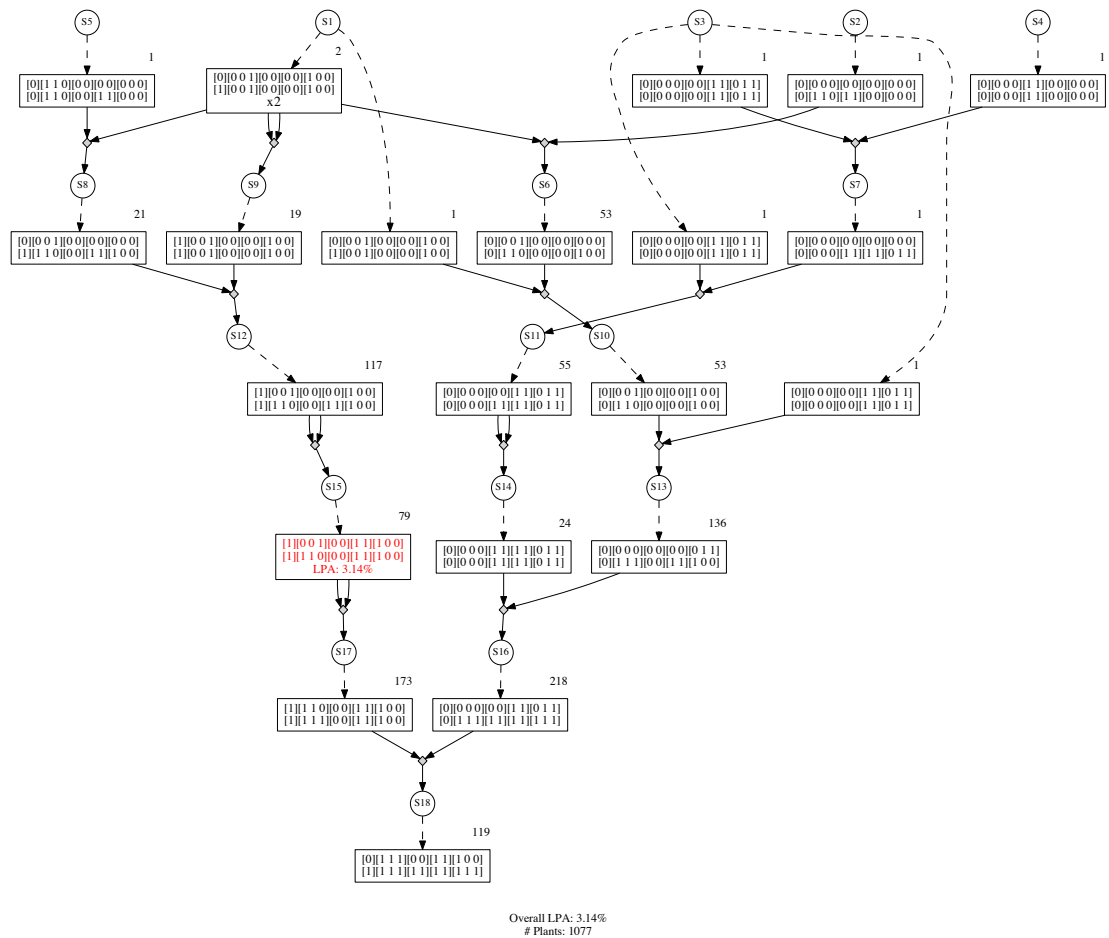 S5
S1
S3
S2
S4
1
2
1
1
1
[0][1 1 0][0 0][0 0][0 0 0]
[0][1 1 0][0 0][1 1][0 0 0]
[0][0 0 1][0 0][0 0][1 0 0]
[1][0 0 1][0 0][0 0][1 0 0]
x2
[0][0 0 0][0 0][1 1][0 1 1]
[0][0 0 0][0 0][1 1][0 1 1]
[0][0 0 0][0 0][0 0][0 0 0]
[0][1 1 0][1 1][0 0][0 0 0]
[0][0 0 0][1 1][0 0][0 0 0]
[0][0 0 0][1 1][0 0][0 0 0]
S8
S9
S6
S7
21
19
1
53
1
1
[0][0 0 1][0 0][0 0][0 0 0]
[1][1 1 0][0 0][1 1][1 0 0]
[1][0 0 1][0 0][0 0][1 0 0]
[1][0 0 1][0 0][0 0][1 0 0]
[0][0 0 1][0 0][0 0][1 0 0]
[1][0 0 1][0 0][0 0][1 0 0]
[0][0 0 1][0 0][0 0][0 0 0]
[0][1 1 0][0 0][0 0][1 0 0]
[0][0 0 0][0 0][1 1][0 1 1]
[0][0 0 0][0 0][1 1][0 1 1]
[0][0 0 0][0 0][0 0][0 0 0]
[0][0 0 0][1 1][1 1][0 1 1]
S12
S11
S10
117
55
53
1
[1][0 0 1][0 0][0 0][1 0 0]
[1][1 1 0][0 0][1 1][1 0 0]
[0][0 0 0][0 0][1 1][0 1 1]
[0][0 0 0][1 1][1 1][0 1 1]
[0][0 0 1][0 0][0 0][1 0 0]
[0][1 1 0][0 0][0 0][1 0 0]
[0][0 0 0][0 0][1 1][0 1 1]
[0][0 0 0][0 0][1 1][0 1 1]
S15
S14
S13
79
24
136
[1][0 0 1][0 0][1 1][1 0 0]
[1][1 1 0][0 0][1 1][1 0 0]
LPA: 3.14%
[0][0 0 0][1 1][1 1][0 1 1]
[0][0 0 0][1 1][1 1][0 1 1]
[0][0 0 0][0 0][0 0][0 1 1]
[0][1 1 1][0 0][1 1][1 0 0]
S17
S16
173
218
[1][1 1 0][0 0][1 1][1 0 0]
[1][1 1 1][0 0][1 1][1 0 0]
[0][0 0 0][0 0][1 1][0 1 1]
[0][1 1 1][1 1][1 1][1 1 1]
S18
119
[0][1 1 1][0 0][1 1][1 0 0]
[1][1 1 1][1 1][1 1][1 1 1]
Overall LPA: 3.14%
# Plants: 1077